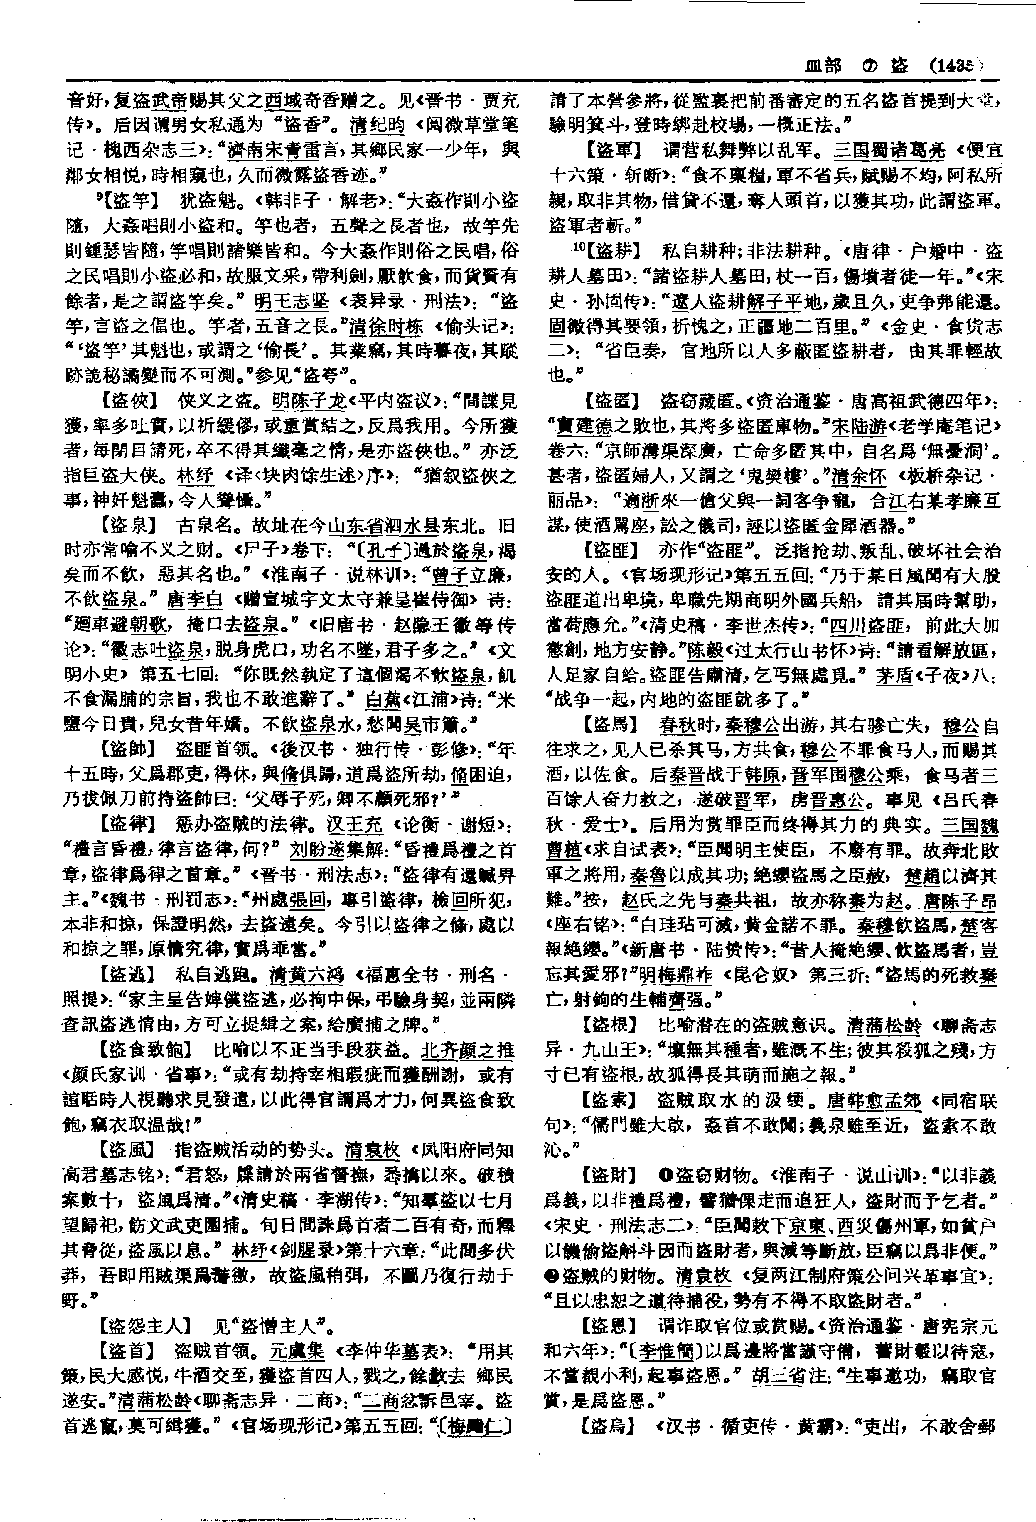 皿部 ⑦ 盗 (1435)
音好，复盗武帝赐其父之西域奇香赠之。见《晋书·贾充
传》。后因谓男女私通为“盗香”。清纪昀《阅微草堂笔
记·槐西杂志三》：“濟南宋青雷言，其鄉民家一少年，與
鄰女相悦，時相窺也，久而微露盜香迹。”
⁹【盗竽】 犹盗魁。《韩非子·解老》：“大姦作則小盜
隨，大姦唱則小盜和。竽也者，五聲之長者也，故竽先
則鍾瑟皆隨，竽唱則諸樂皆和。今大姦作則俗之民唱，俗
之民唱則小盜必和，故服文采，帶利劍，厭飲食，而貨資有
餘者，是之謂盜竽矣。”明王志坚《表异录·刑法》：“盜
竽，言盜之倡也。竽者，五音之長。”清徐时栋《偷头记》：
“‘盜竽’其魁也，或謂之‘偷長’。其業竊，其時暮夜，其蹤
跡詭秘譎變而不可測。”参见“盗夸”。
【盗俠】 侠义之盗。明陈子龙《平内盗议》：“間諜見
獲，率多吐實，以祈緩僇，或重賞結之，反爲我用。今所獲
者，每閉目請死，卒不得其纖毫之情，是亦盜俠也。”亦泛
指巨盗大侠。林纾《译〈块肉馀生述〉序》：“猶叙盜俠之
事，神奸魁蠹，令人聳慴。”
【盗泉】 古泉名。故址在今山东省泗水县东北。旧
时亦常喻不义之财。《尸子》卷下：“〔孔子〕過於盜泉，渴
矣而不飲，惡其名也。”《淮南子·说林训》：“曾子立廉，
不飲盜泉。”唐李白《赠宣城宇文太守兼呈崔侍御》诗：
“迴車避朝歌，掩口去盜泉。”《旧唐书·赵隐王徽等传
论》：“徽志吐盜泉，脱身虎口，功名不墜，君子多之。”《文
明小史》第五七回：“你既然執定了這個渴不飲盜泉，飢
不食漏脯的宗旨，我也不敢進辭了。”白蕉《江浦》诗：“米
鹽今日貴，兒女昔年嬌。不飲盜泉水，愁聞吴市簫。”
【盗帥】 盗匪首领。《後汉书·独行传·彭修》：“年
十五時，父爲郡吏，得休，與脩俱歸，道爲盜所劫，脩困迫，
乃拔佩刀前持盜帥曰：‘父辱子死，卿不顧死邪？’”
【盗律】 惩办盗贼的法律。汉王充《论衡·谢短》：
“禮言昏禮，律言盜律，何？”刘盼遂集解：“昏禮爲禮之首
章，盜律爲律之首章。”《晋书·刑法志》：“盜律有還贓畀
主。”《魏书·刑罚志》：“州處張回，專引盜律，檢回所犯，
本非和掠，保證明然，去盜遠矣。今引以盜律之條，處以
和掠之罪，原情究律，實爲乖當。”
【盗逃】 私自逃跑。清黄六鸿《福惠全书·刑名·
照提》：“家主呈告婢僕盜逃，必拘中保，弔驗身契，並兩隣
查訊盜逃情由，方可立提緝之案，給廣捕之牌。”
【盗食致飽】 比喻以不正当手段获益。北齐颜之推
《颜氏家训·省事》：“或有劫持宰相瑕疵而獲酬謝，或有
諠聒時人視聽求見發遣，以此得官謂爲才力，何異盜食致
飽，竊衣取温哉！”
【盗風】 指盗贼活动的势头。清袁枚《凤阳府同知
高君墓志铭》：“君怒，牒請於兩省督撫，悉擒以來。破積
案數十，盜風爲清。”《清史稿·李湖传》：“知羣盜以七月
望歸祀，飭文武吏圍捕。旬日間誅爲首者二百有奇，而釋
其脅從，盜風以息。”林纾《剑腥录》第十六章：“此間多伏
莽，吾即用賊渠爲警徼，故盜風稍弭，不圖乃復行劫于
野。”
【盗怨主人】 见“盗憎主人”。
【盗首】 盗贼首领。元虞集《李仲华墓表》：“用其
策，民大感悦，牛酒交至，獲盜首四人，戮之，餘散去 鄉民
遂安。”清蒲松龄《聊斋志异·二商》：“二商忿訴邑宰。盜
首逃竄，莫可緝獲。”《官场现形记》第五五回：“〔梅颺仁〕
請了本營參將，從監裏把前番審定的五名盜首提到大堂，
驗明箕斗，登時綁赴校場，一概正法。”
【盗軍】 谓营私舞弊以乱军。三国蜀诸葛亮《便宜
十六策·斩断》：“食不稟糧，軍不省兵，賦賜不均，阿私所
親，取非其物，借貸不還，奪人頭首，以獲其功，此謂盜軍。
盜軍者斬。”
¹⁰【盗耕】 私自耕种；非法耕种。《唐律·户婚中·盗
耕人墓田》：“諸盜耕人墓田，杖一百，傷墳者徒一年。”《宋
史·孙固传》：“遼人盜耕解子平地，歲且久，吏争弗能還。
固微得其要領，折愧之，正疆地二百里。”《金史·食货志
二》：“省臣奏，官地所以人多蔽匿盜耕者，由其罪輕故
也。”
【盗匿】 盗窃藏匿。《资治通鉴·唐高祖武德四年》：
“竇建德之敗也，其將多盜匿庫物。”宋陆游《老学庵笔记》
卷六：“京師溝渠深廣，亡命多匿其中，自名爲‘無憂洞’。
甚者，盜匿婦人，又謂之‘鬼樊樓’。”清余怀《板桥杂记·
丽品》：“適浙來一傖父與一詞客争寵，合江右某孝廉互
謀，使酒駡座，訟之儀司，誣以盜匿金犀酒器。”
【盗匪】 亦作“盜匪”。泛指抢劫、叛乱、破坏社会治
安的人。《官场现形记》第五五回：“乃于某日風聞有大股
盜匪道出卑境，卑職先期商明外國兵船，請其届時幫助，
當荷應允。”《清史稿·李世杰传》：“四川盜匪，前此大加
懲創，地方安静。”陈毅《过太行山书怀》诗：“請看解放區，
人足家自給。盜匪告肅清，乞丐無處覓。”茅盾《子夜》八：
“战争一起，内地的盗匪就多了。”
【盗馬】 春秋时，秦穆公出游，其右骖亡失，穆公自
往求之，见人已杀其马，方共食，穆公不罪食马人，而赐其
酒，以佐食。后秦晋战于韩原，晋军围穆公乘，食马者三
百馀人奋力救之，遂破晋军，虏晋惠公。事见《吕氏春
秋·爱士》。后用为赏罪臣而终得其力的典实。三国魏
曹植《求自试表》：“臣聞明主使臣，不廢有罪。故奔北敗
軍之將用，秦魯以成其功；絶纓盜馬之臣赦，楚趙以濟其
難。”按，赵氏之先与秦共祖，故亦称秦为赵。唐陈子昂
《座右铭》：“白珪玷可滅，黄金諾不罪。秦穆飲盜馬，楚客
報絶纓。”《新唐书·陆贽传》：“昔人掩絶纓、飲盜馬者，豈
忘其愛邪？”明梅鼎祚《昆仑奴》第三折：“盜馬的死救秦
亡，射鉤的生輔齊强。”
【盗根】 比喻潜在的盗贼意识。清蒲松龄《聊斋志
异·九山王》：“壤無其種者，雖溉不生；彼其殺狐之殘，方
寸已有盜根，故狐得長其萌而施之報。”
【盗索】 盗贼取水的汲绠。唐韩愈孟郊《同宿联
句》：“儒門雖大啟，姦首不敢闖；義泉雖至近，盜索不敢
沁。”
【盗財】 ❶盗窃财物。《淮南子·说山训》：“以非義
爲義，以非禮爲禮，譬猶倮走而追狂人，盜財而予乞者。”
《宋史·刑法志二》：“臣聞敕下京東、西災傷州軍，如貧户
以饑偷盜斛斗因而盜財者，與減等斷放，臣竊以爲非便。”
❷盗贼的财物。清袁枚《复两江制府策公问兴革事宜》：
“且以忠恕之道待捕役，勢有不得不取盜財者。”
【盗恩】 谓诈取官位或赏赐。《资治通鉴·唐宪宗元
和六年》：“〔李惟簡〕以爲邊將當謹守備，蓄財穀以待寇，
不當覩小利，起事盜恩。”胡三省注：“生事邀功，竊取官
賞，是爲盜恩。”
【盗烏】 《汉书·循吏传·黄霸》：“吏出，不敢舍郵